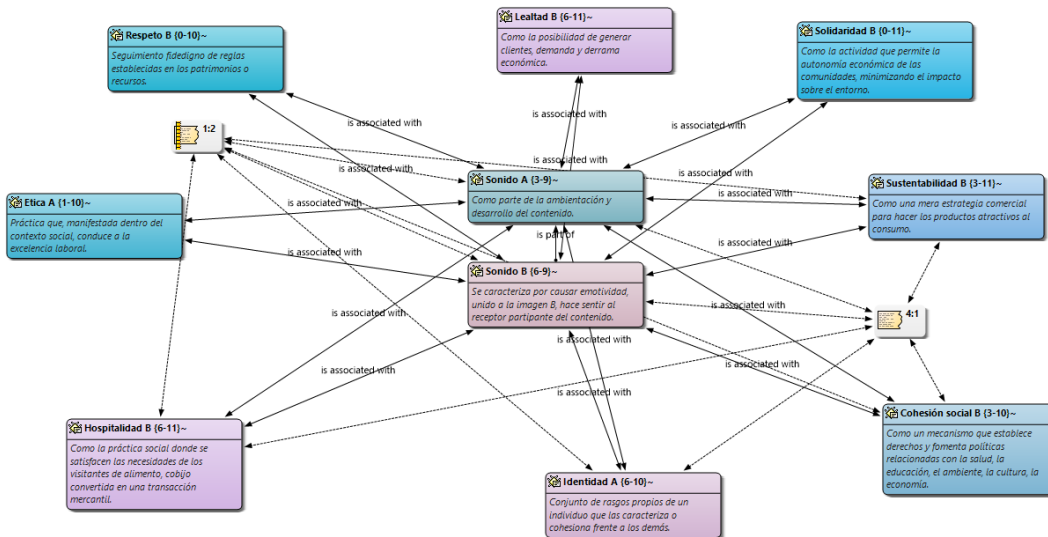 Lealtad B {6-11}~
Como la posibilidad de generar
clientes, demanda y derrama
económica.
Respeto B {0-10}~
Seguimiento fidedigno de reglas
establecidas en los patrimonios o
recursos.
Solidaridad B {0-11}~
Como la actividad que permite la
autonomía económica de las
comunidades, minimizando el impacto
sobre el entorno.
is associated with
is associated with
is associated with
1:2
is associated with
is associated with
is associated with
Sonido A {3-9}~
Como parte de la ambientación y
desarrollo del contenido.
Sustentabilidad B {3-11}~
Como una mera estrategia comercial
para hacer los productos atractivos al
consumo.
is associated with
Etica A {1-10}~
Práctica que, manifestada dentro del
contexto social, conduce a la
excelencia laboral.
is associated with
is part of
is associated with
is associated with
Sonido B {6-9}~
Se caracteriza por causar emotividad,
unido a la imagen B, hace sentir al
receptor partipante del contenido.
is associated with
4:1
is associated with
is associated with
is associated with
is associated with
Hospitalidad B {6-11}~
Como la práctica social donde se
satisfacen las necesidades de los
visitantes de alimento, cobijo
convertida en una transacción
mercantil.
Cohesión social B {3-10}~
Como un mecanismo que establece
derechos y fomenta políticas
relacionadas con la salud, la
educación, el ambiente, la cultura, la
economía.
Identidad A {6-10}~
Conjunto de rasgos propios de un
individuo que las caracteriza o
cohesiona frente a los demás.